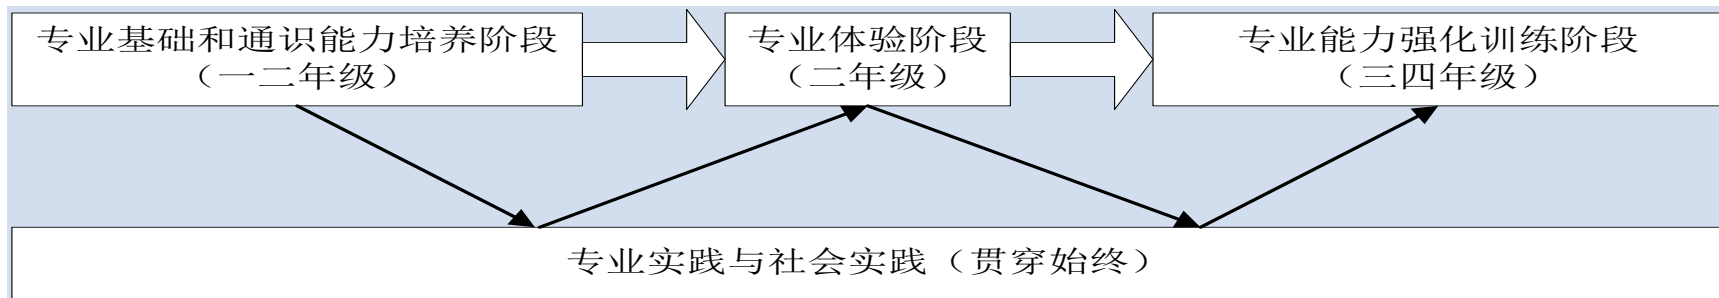 专业基础和通识能力培养阶段
（一二年级）
专业体验阶段
（二年级）
专业能力强化训练阶段
（三四年级）
专业实践与社会实践（贯穿始终）